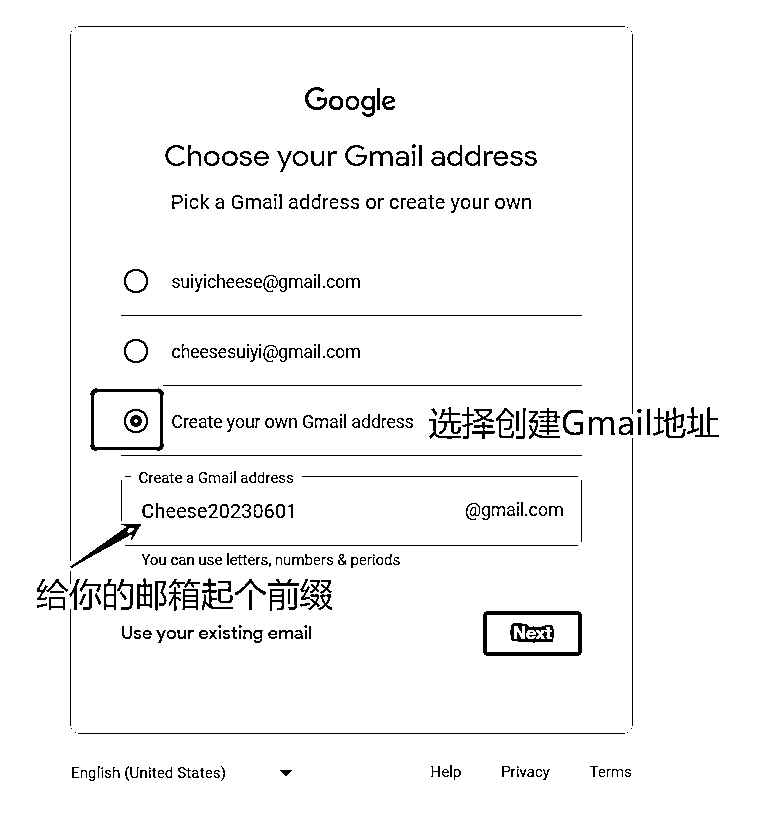 Google
Choose your Gmail address
Pick a Gmail address or create your own
suiyicheese@gmail.com
cheesesuiyi@gmail.com
Create your own Gmail address 选择创建Gmail地址
Create a Gmail address
Cheese20230601 @gmail.com
You can use letters, numbers & periods
给你的邮箱起个前缀
Use your existing email Next
English (United States) Help Privacy Terms